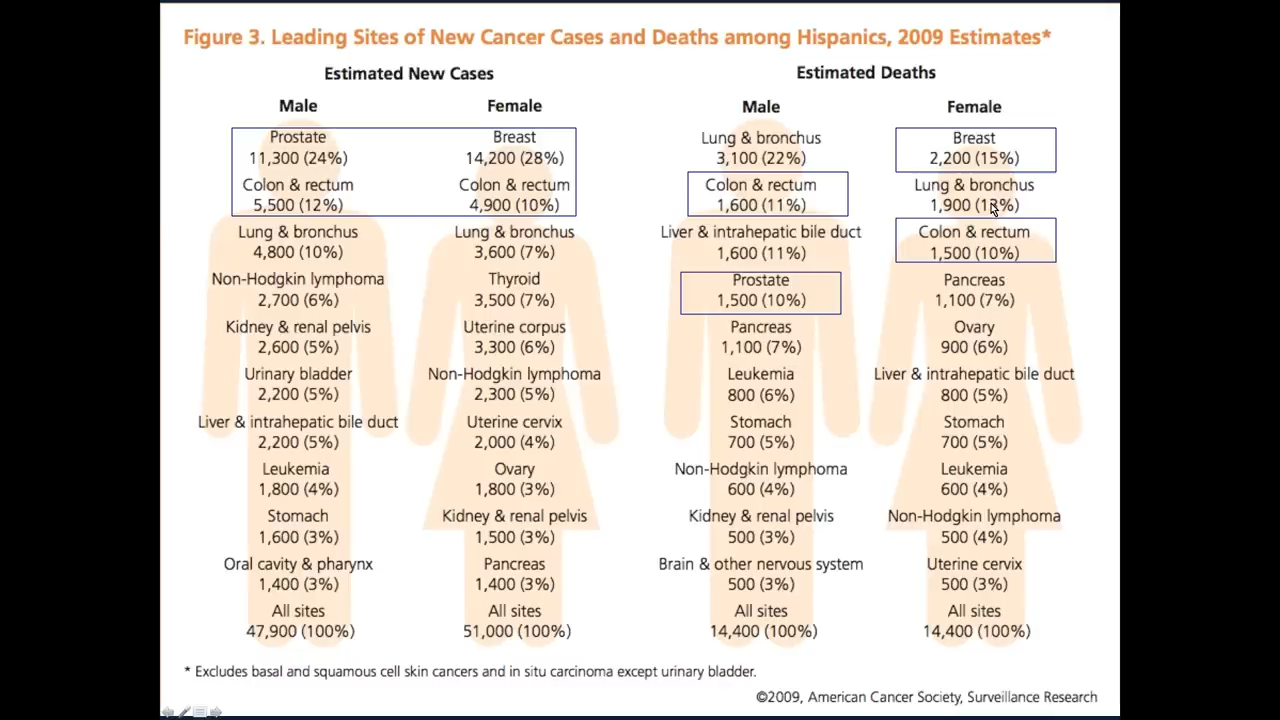 Figure 3. Leading Sites of New Cancer Cases and Deaths among Hispanics, 2009 Estimates*
Estimated New Cases
Male
Prostate
11,300 (24%)
Colon & rectum
5,500 (12%)
Lung & bronchus
4,800 (10%)
Non-Hodgkin lymphoma
2,700 (6%)
Kidney & renal pelvis
2,600 (5%)
Urinary bladder
2,200 (5%)
Liver & intrahepatic bile duct
2,200 (5%)
Leukemia
1,800 (4%)
Stomach
1,600 (3%)
Oral cavity & pharynx
1,400 (3%)
All sites
47,900 (100%)
Female
Breast
14,200 (28%)
Colon & rectum
4,900 (10%)
Lung & bronchus
3,600 (7%)
Thyroid
3,500 (7%)
Uterine corpus
3,300 (6%)
Non-Hodgkin lymphoma
2,300 (5%)
Uterine cervix
2,000 (4%)
Ovary
1,800 (3%)
Kidney & renal pelvis
1,500 (3%)
Pancreas
1,400 (3%)
All sites
51,000 (100%)
Estimated Deaths
Male
Lung & bronchus
3,100 (22%)
Colon & rectum
1,600 (11%)
Liver & intrahepatic bile duct
1,600 (11%)
Prostate
1,500 (10%)
Pancreas
1,100 (7%)
Leukemia
800 (6%)
Stomach
700 (5%)
Non-Hodgkin lymphoma
600 (4%)
Kidney & renal pelvis
500 (3%)
Brain & other nervous system
500 (3%)
All sites
14,400 (100%)
Female
Breast
2,200 (15%)
Lung & bronchus
1,900 (13%)
Colon & rectum
1,500 (10%)
Pancreas
1,100 (7%)
Ovary
900 (6%)
Liver & intrahepatic bile duct
800 (5%)
Stomach
700 (5%)
Leukemia
600 (4%)
Non-Hodgkin lymphoma
500 (4%)
Uterine cervix
500 (3%)
All sites
14,400 (100%)
* Excludes basal and squamous cell skin cancers and in situ carcinoma except urinary bladder.
©2009, American Cancer Society, Surveillance Research